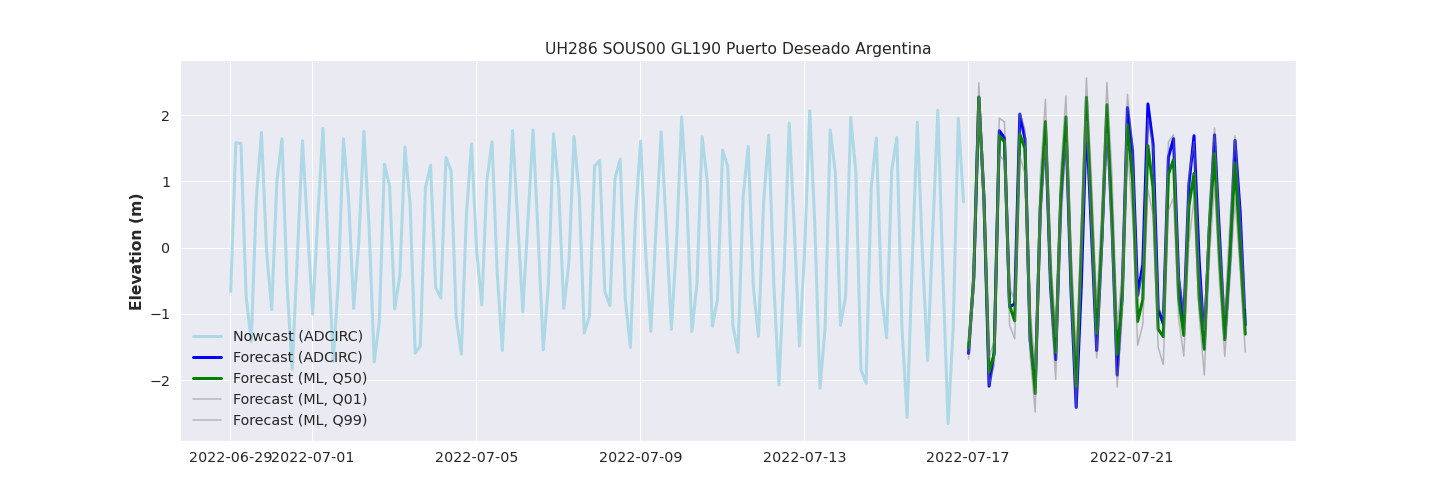 UH286 SOUS00 GL190 Puerto Deseado Argentina
Elevation (m)
2
1
0
−1
−2
Nowcast (ADCIRC)
Forecast (ADCIRC)
Forecast (ML, Q50)
Forecast (ML, Q01)
Forecast (ML, Q99)
2022-06-29 2022-07-01 2022-07-05 2022-07-09 2022-07-13 2022-07-17 2022-07-21